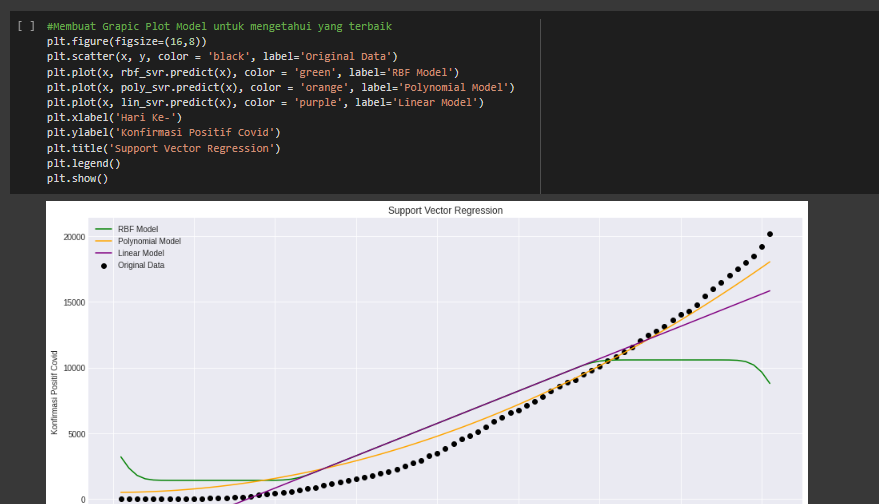 [ ] #Membuat Grapic Plot Model untuk mengetahui yang terbaik
plt.figure(figsize=(16,8))
plt.scatter(x, y, color = 'black', label='Original Data')
plt.plot(x, rbf_svr.predict(x), color = 'green', label='RBF Model')
plt.plot(x, poly_svr.predict(x), color = 'orange', label='Polynomial Model')
plt.plot(x, lin_svr.predict(x), color = 'purple', label='Linear Model')
plt.xlabel('Hari Ke-')
plt.ylabel('Konfirmasi Positif Covid')
plt.title('Support Vector Regression')
plt.legend()
plt.show()
Support Vector Regression
RBF Model
Polynomial Model
Linear Model
Original Data
20000
15000
10000
5000
0
Konfirmasi Positif Covid